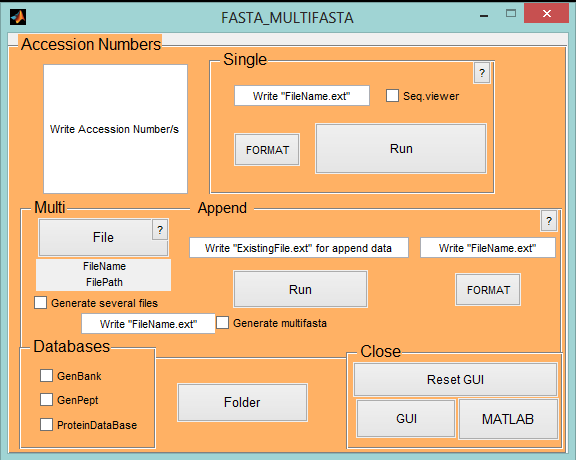 FASTA_MULTIFASTA
Accession Numbers
Write Accession Number/s
Single
?
Write "FileName.ext"
Seq.viewer
FORMAT
Run
Multi
File
?
FileName
FilePath
Generate several files
Write "FileName.ext"
Generate multifasta
Append
?
Write "ExistingFile.ext" for append data
Write "FileName.ext"
Run
FORMAT
Databases
GenBank
GenPept
ProteinDataBase
Folder
Close
Reset GUI
GUI
MATLAB